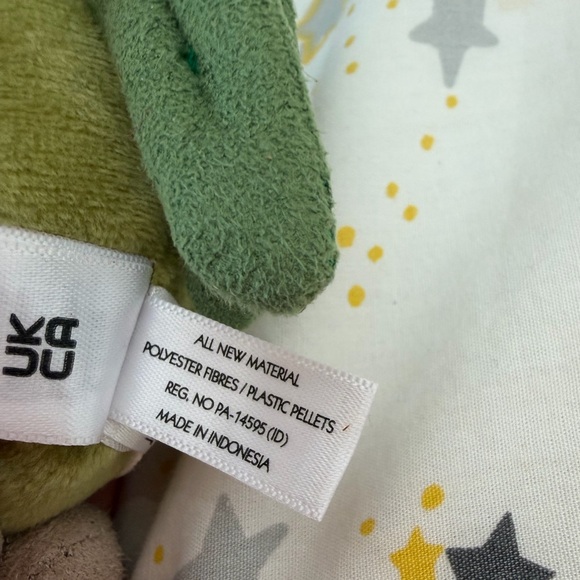 UK
CA
ALL NEW MATERIAL
POLYESTER FIBRES / PLASTIC PELLETS
REG. NO PA-14595 (ID)
MADE IN INDONESIA